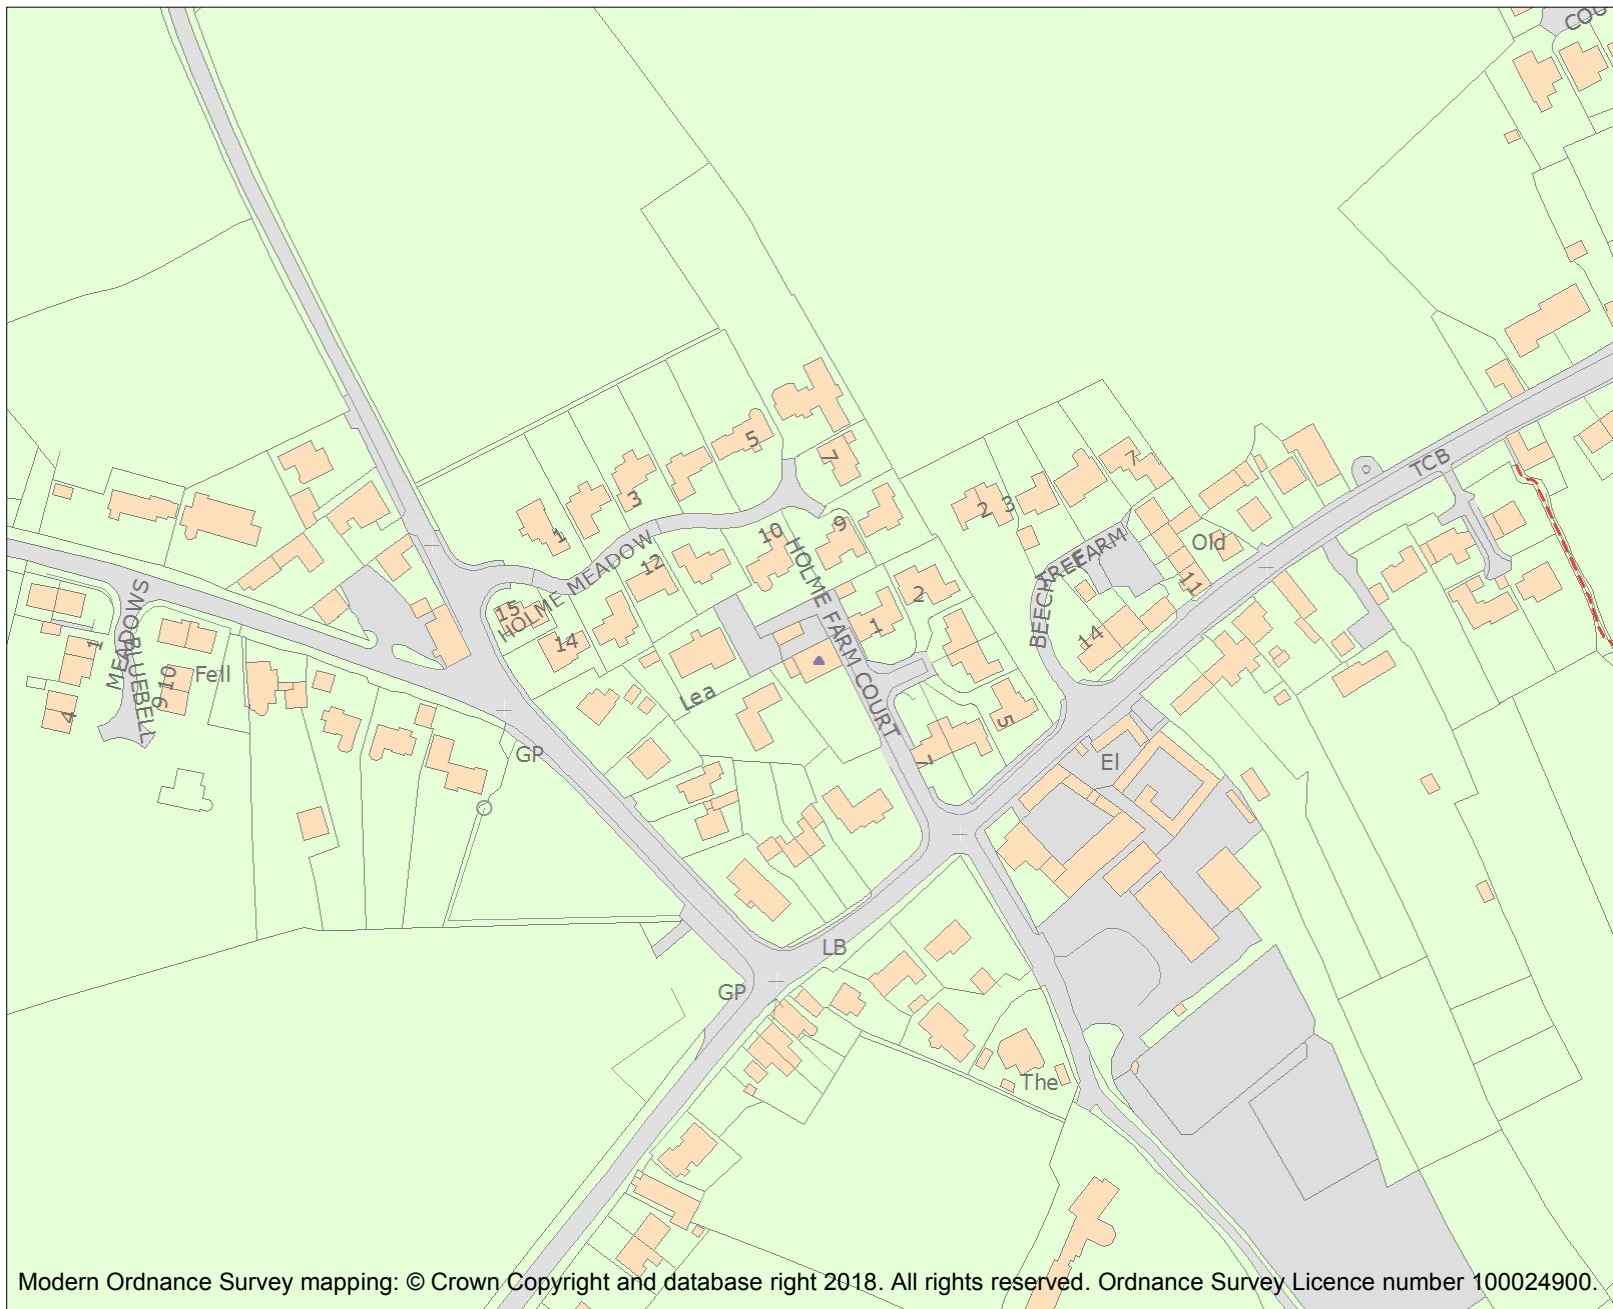 COU
TCB
5
7
3
1
7
2 3
9
10
Old
12
HOLME MEADOW
15
14
11
BEECH TREE FARM
HOLME FARM COURT
2
1
14
MEADOWS
BLUEBELL
1
Fell
10
9
4
Lea
5
7
GP
El
LB
GP
The
Modern Ordnance Survey mapping: © Crown Copyright and database right 2018. All rights reserved. Ordnance Survey Licence number 100024900.